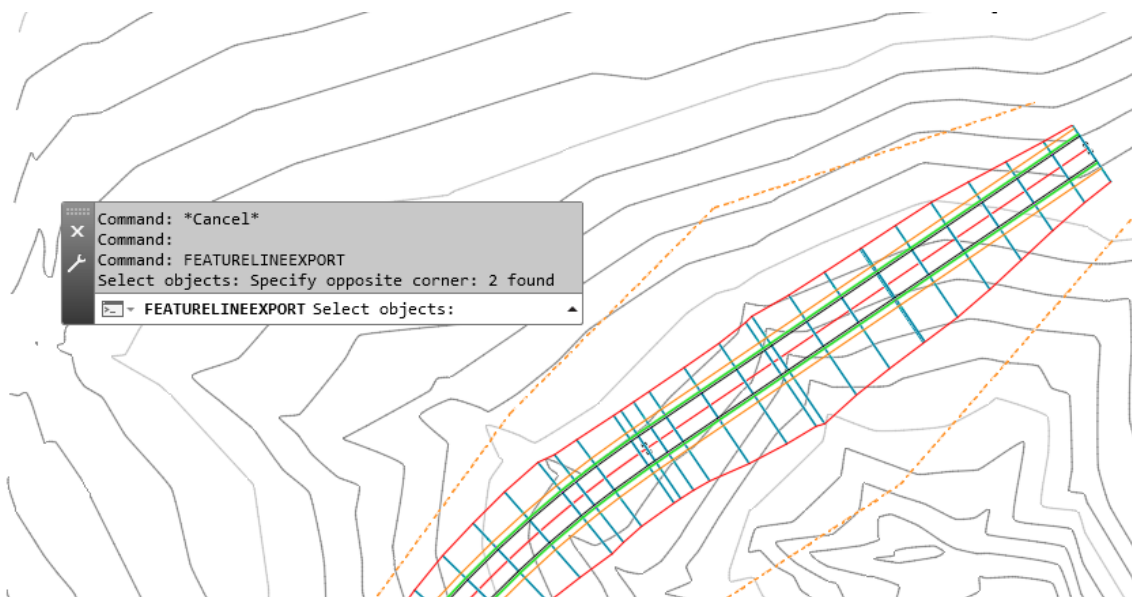 Command: *Cancel*
Command:
Command: FEATURELINEEXPORT
Select objects: Specify opposite corner: 2 found
FEATURELINEEXPORT Select objects: